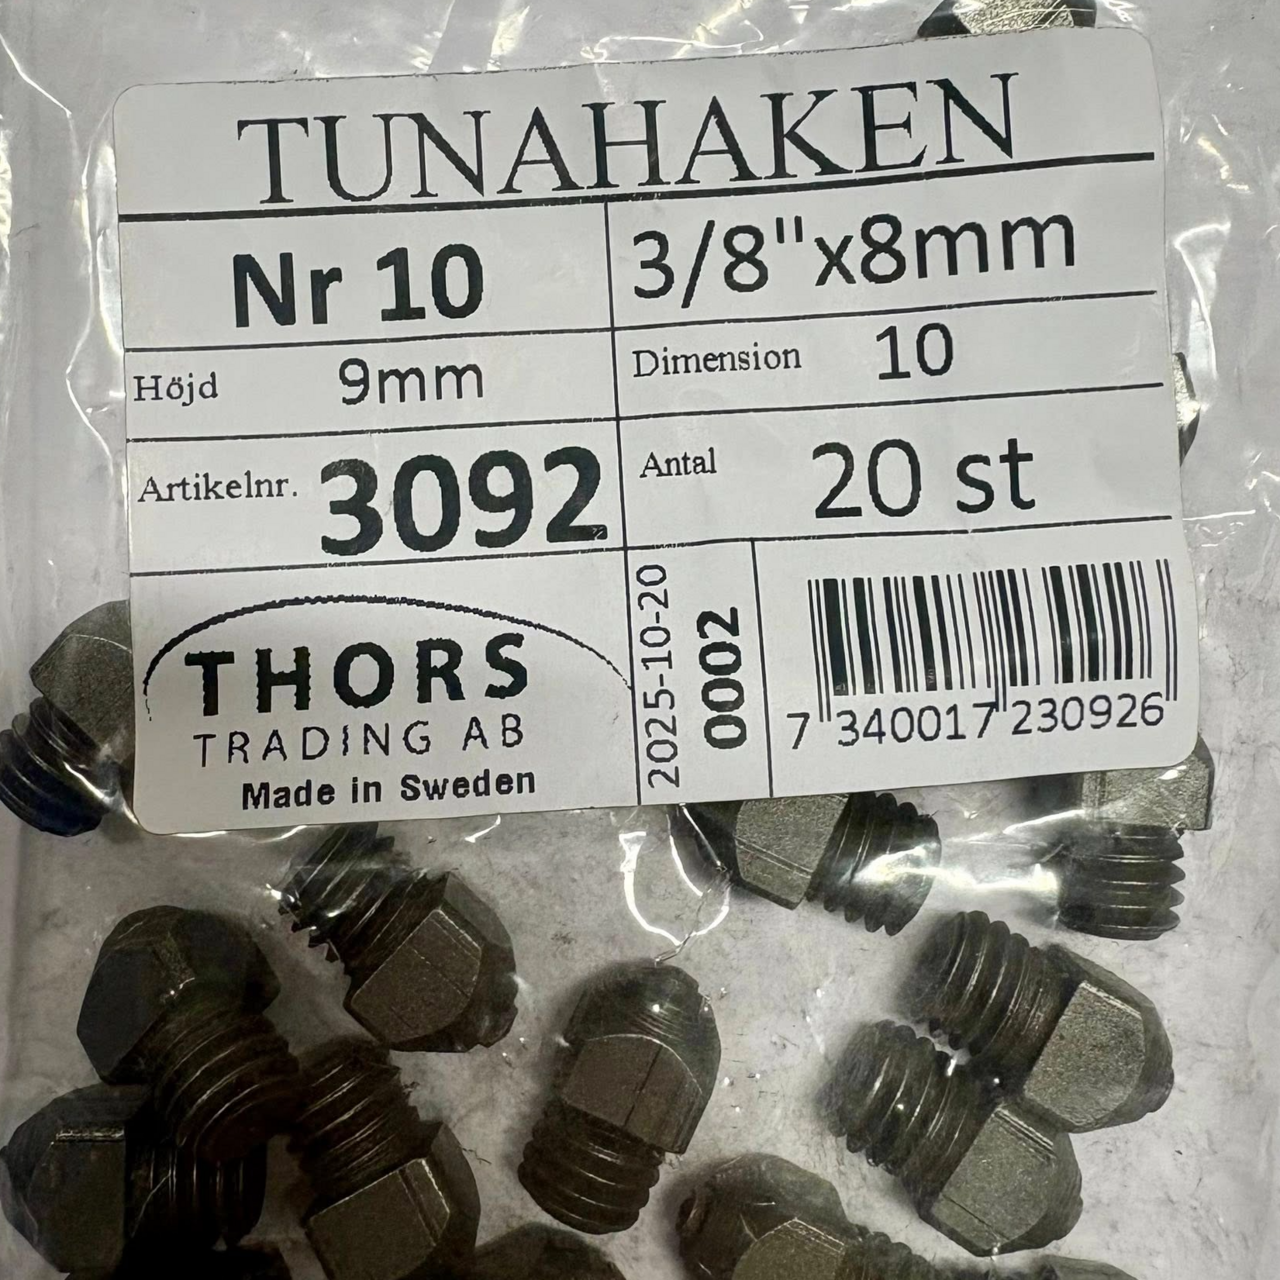 TUNAHAKEN
Nr 10
3/8"x8mm
Höjd 9mm
Dimension 10
Artikelnr. 3092
Antal 20 st
THORS
TRADING AB
Made in Sweden
2025-10-20
0002
7 340017 230926